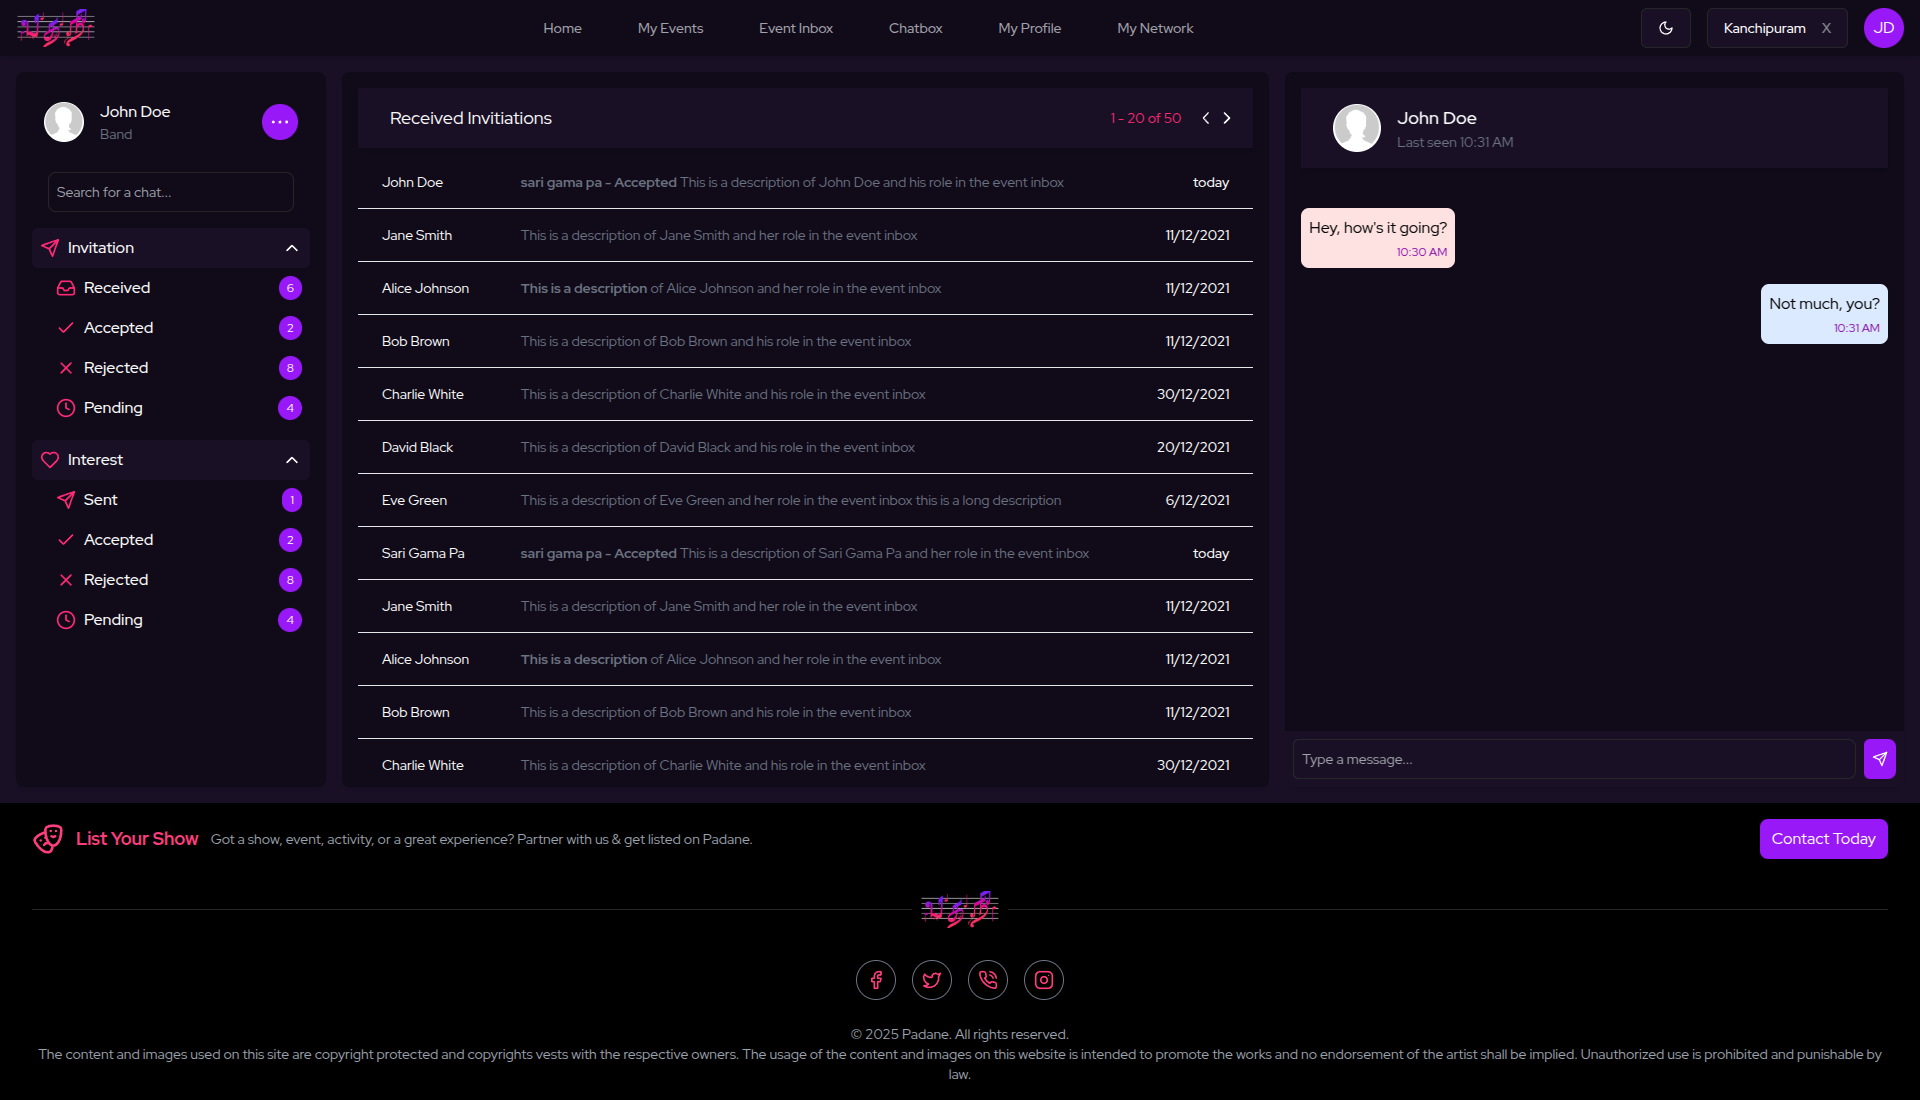 Home
My Events
Event Inbox
Chatbox
My Profile
My Network
Kanchipuram X
JD
John Doe
Band
Search for a chat...
Invitation
Received 6
Accepted 2
Rejected 8
Pending 4
Interest
Sent 1
Accepted 2
Rejected 8
Pending 4
Received Invitiations 1 - 20 of 50
John Doe sari gama pa - Accepted This is a description of John Doe and his role in the event inbox today
Jane Smith This is a description of Jane Smith and her role in the event inbox 11/12/2021
Alice Johnson This is a description of Alice Johnson and her role in the event inbox 11/12/2021
Bob Brown This is a description of Bob Brown and his role in the event inbox 11/12/2021
Charlie White This is a description of Charlie White and his role in the event inbox 30/12/2021
David Black This is a description of David Black and his role in the event inbox 20/12/2021
Eve Green This is a description of Eve Green and her role in the event inbox this is a long description 6/12/2021
Sari Gama Pa sari gama pa - Accepted This is a description of Sari Gama Pa and her role in the event inbox today
Jane Smith This is a description of Jane Smith and her role in the event inbox 11/12/2021
Alice Johnson This is a description of Alice Johnson and her role in the event inbox 11/12/2021
Bob Brown This is a description of Bob Brown and his role in the event inbox 11/12/2021
Charlie White This is a description of Charlie White and his role in the event inbox 30/12/2021
John Doe
Last seen 10:31 AM
Hey, how's it going?
10:30 AM
Not much, you?
10:31 AM
Type a message...
List Your Show Got a show, event, activity, or a great experience? Partner with us & get listed on Padane.
Contact Today
© 2025 Padane. All rights reserved.
The content and images used on this site are copyright protected and copyrights vests with the respective owners. The usage of the content and images on this website is intended to promote the works and no endorsement of the artist shall be implied. Unauthorized use is prohibited and punishable by
law.